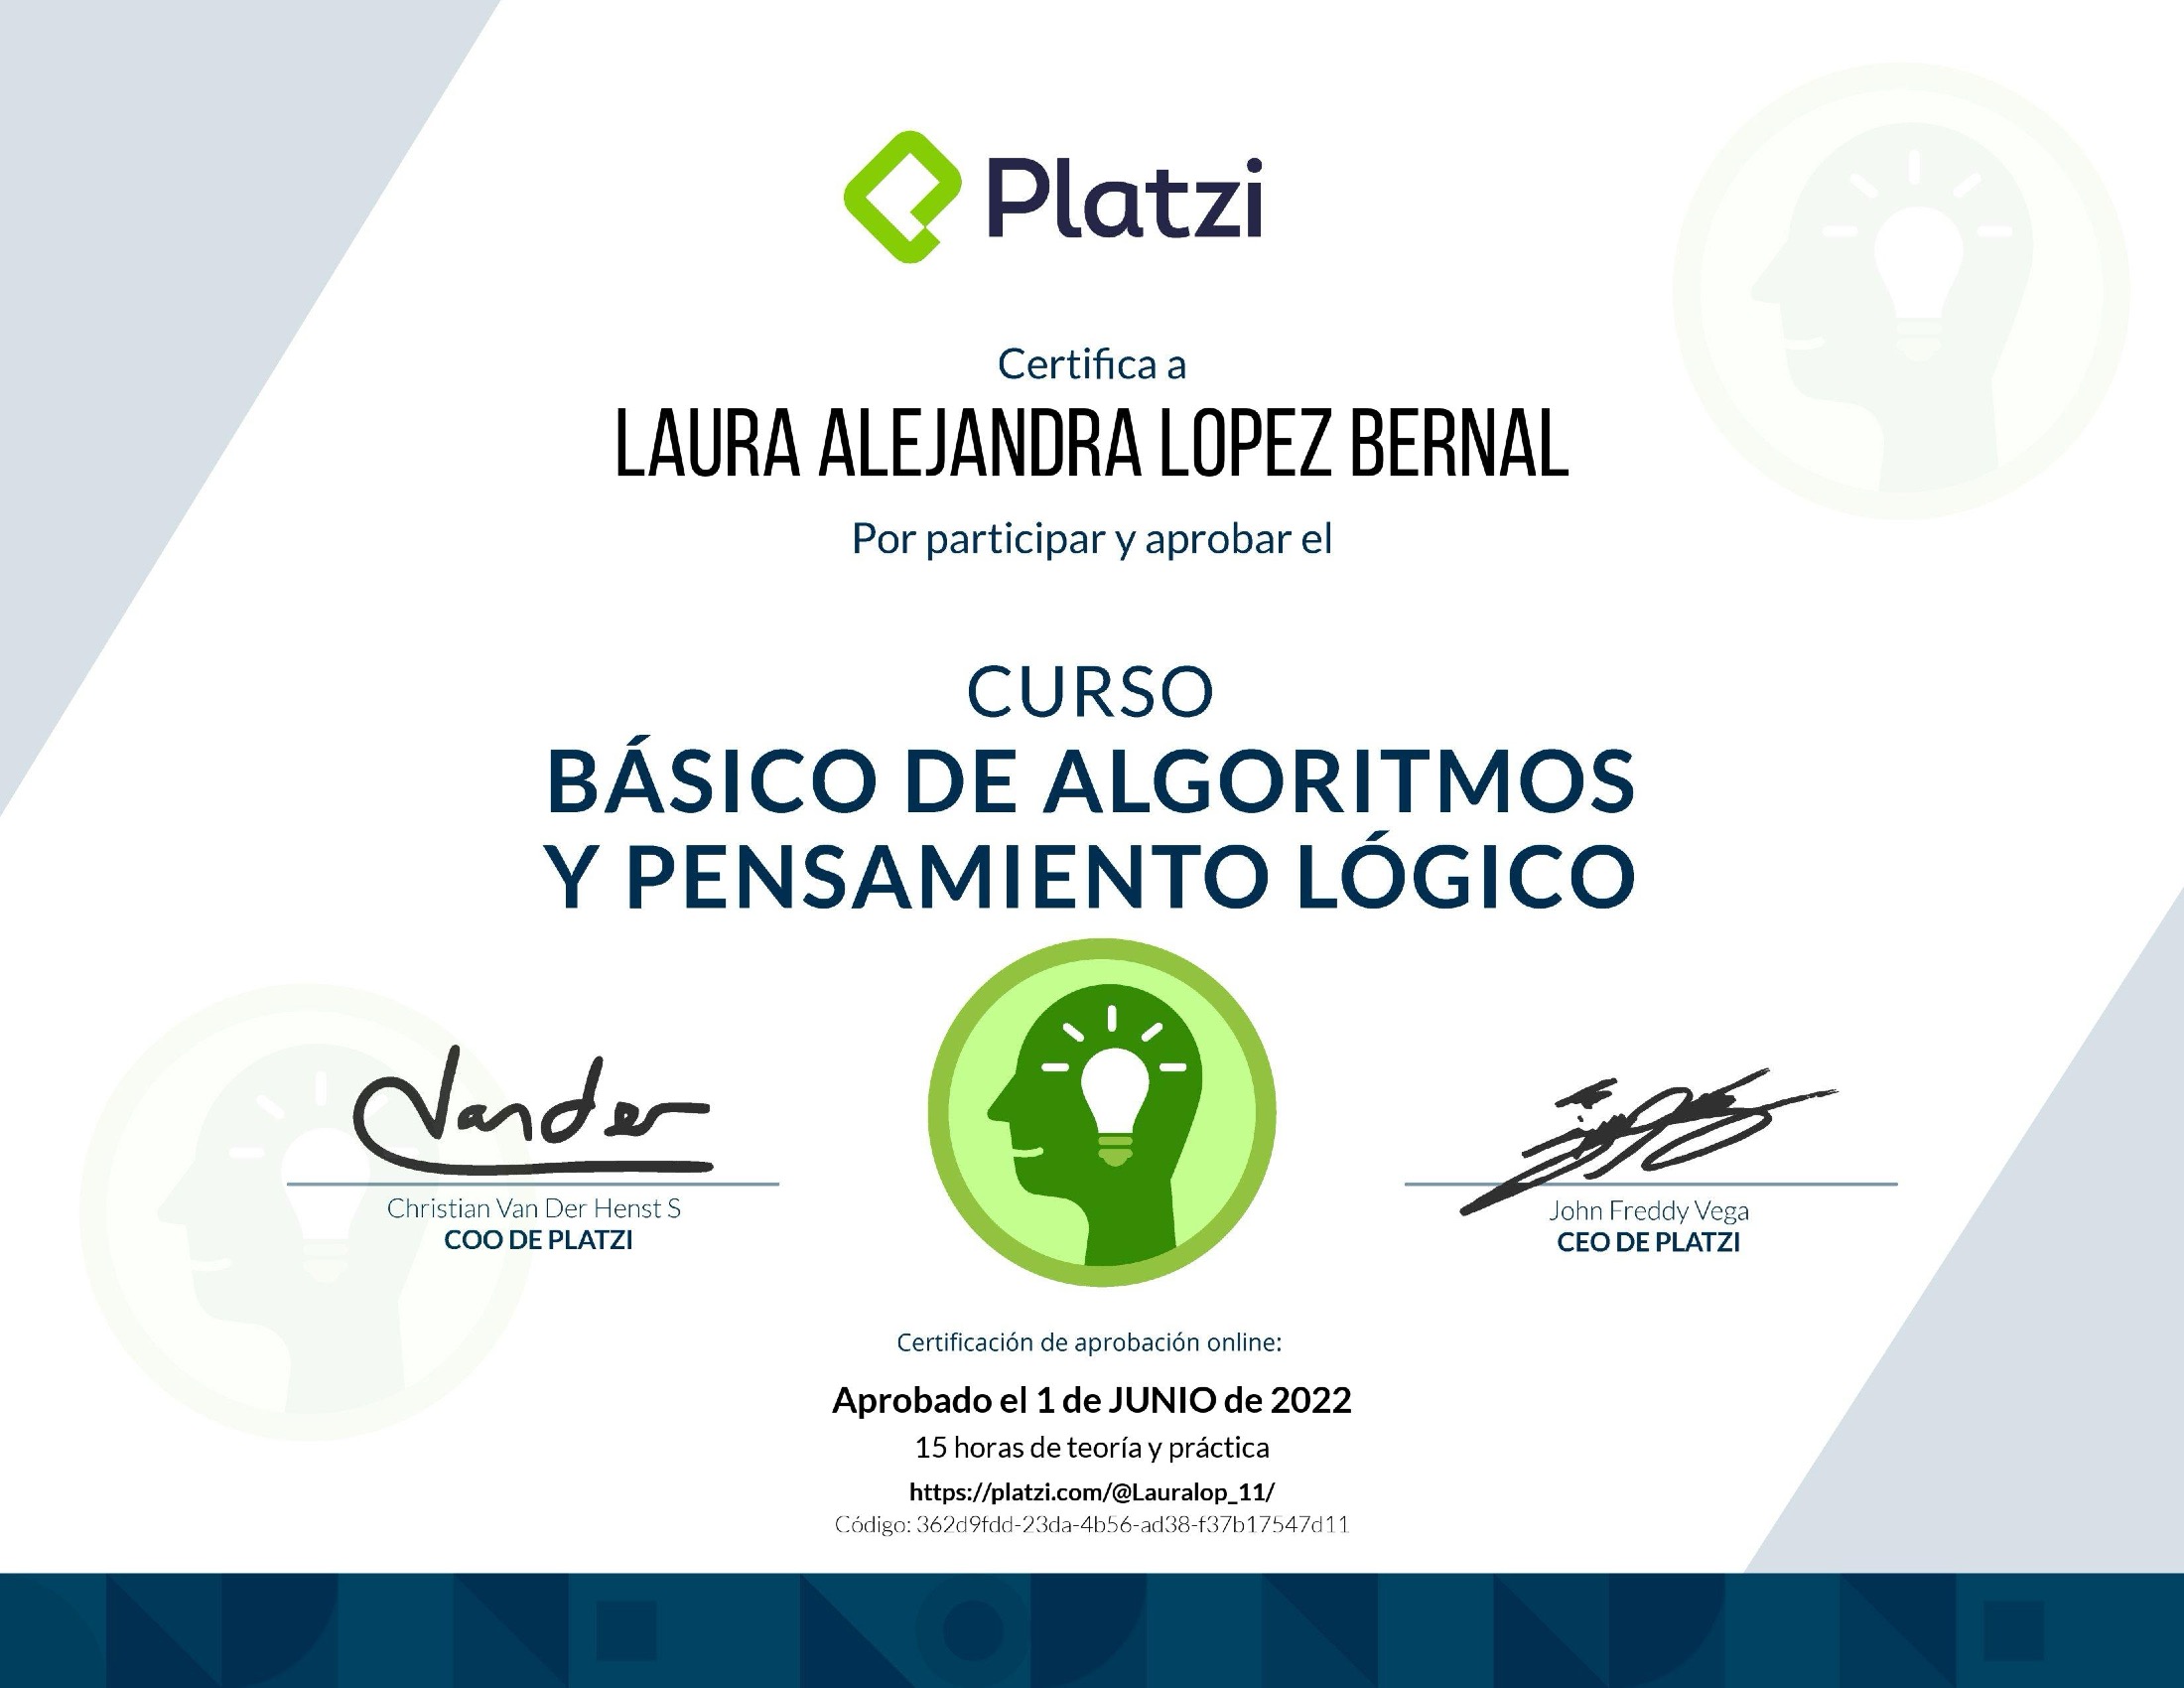 Platzi
Certifica a
LAURA ALEJANDRA LOPEZ BERNAL
Por participar y aprobar el
CURSO
BÁSICO DE ALGORITMOS
Y PENSAMIENTO LÓGICO
Vander
Christian Van Der Henst S
COO DE PLATZI
John Freddy Vega
CEO DE PLATZI
Certificación de aprobación online:
Aprobado el 1 de JUNIO de 2022
15 horas de teoría y práctica
https://platzi.com/@Lauralop_11/
Código: 362d9fdd-23da-4b56-ad38-f37b17547d11